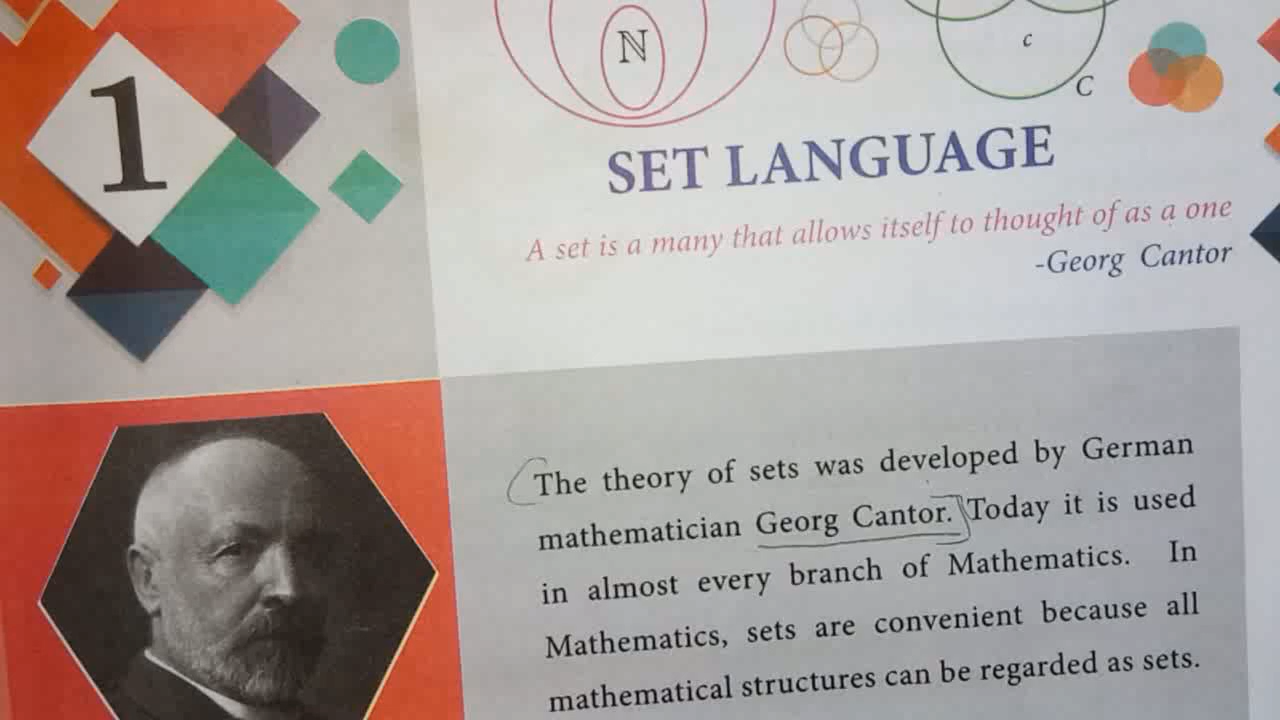 1
N
c
C
SET LANGUAGE
A set is a many that allows itself to thought of as a one
-Georg Cantor
The theory of sets was developed by German
mathematician Georg Cantor. Today it is used
in almost every branch of Mathematics. In
Mathematics, sets are convenient because all
mathematical structures can be regarded as sets.